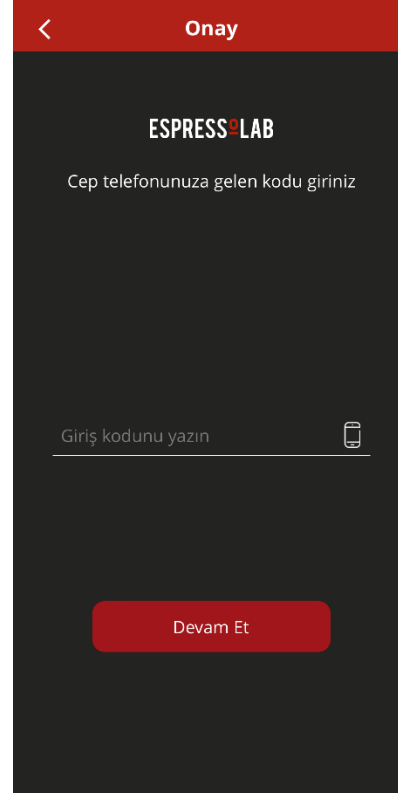 Onay
ESPRESSOLAB
Cep telefonunuza gelen kodu giriniz
Giriş kodunu yazın
Devam Et